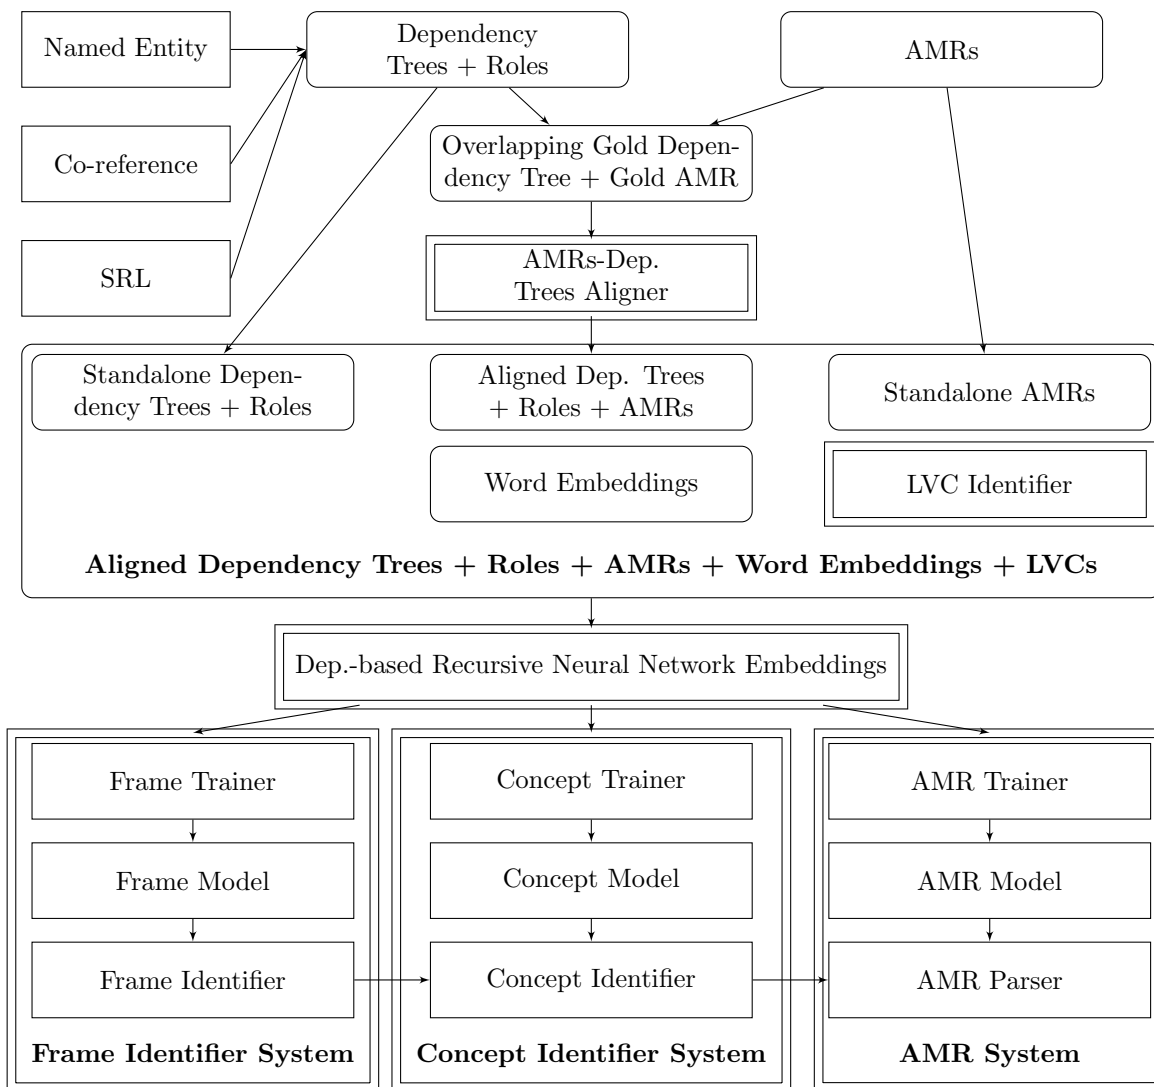 Named Entity
Dependency
Trees + Roles
AMRs
Co-reference
Overlapping Gold Depen-
dency Tree + Gold AMR
SRL
AMRs-Dep.
Trees Aligner
Standalone Depen-
dency Trees + Roles
Aligned Dep. Trees
+ Roles + AMRs
Standalone AMRs
Word Embeddings
LVC Identifier
Aligned Dependency Trees + Roles + AMRs + Word Embeddings + LVCs
Dep.-based Recursive Neural Network Embeddings
Frame Trainer
Concept Trainer
AMR Trainer
Frame Model
Concept Model
AMR Model
Frame Identifier
Concept Identifier
AMR Parser
Frame Identifier System
Concept Identifier System
AMR System